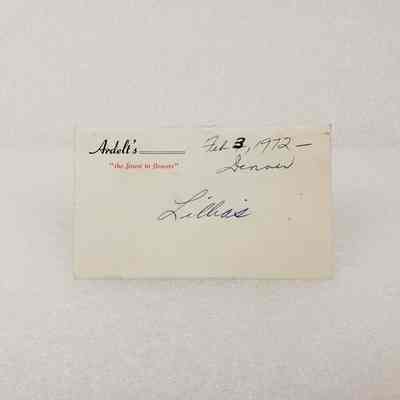 Ardelt's
Feb 3, 1972 —
"the finest in flowers"
Denver
Lillias